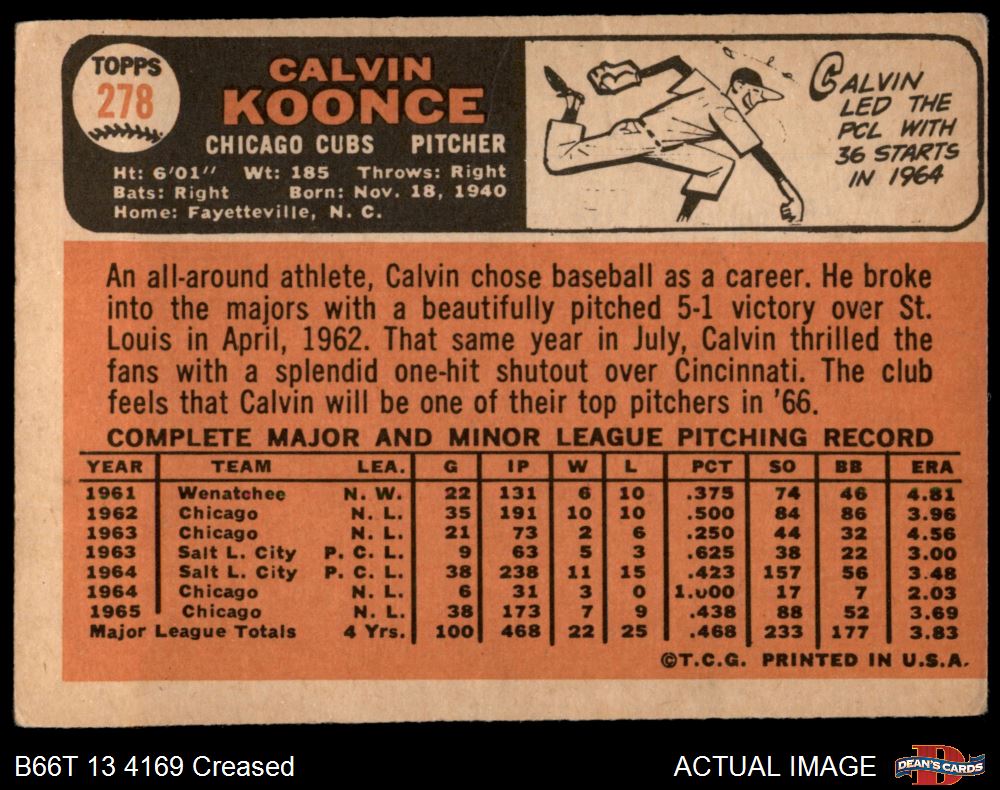 TOPPS
278
CALVIN
KOONCE
CHICAGO CUBS PITCHER
Ht: 6'01" Wt: 185 Throws: Right
Bats: Right Born: Nov. 18, 1940
Home: Fayetteville, N. C.
CALVIN
LED THE
PCL WITH
36 STARTS
IN 1964
An all-around athlete, Calvin chose baseball as a career. He broke
into the majors with a beautifully pitched 5-1 victory over St.
Louis in April, 1962. That same year in July, Calvin thrilled the
fans with a splendid one-hit shutout over Cincinnati. The club
feels that Calvin will be one of their top pitchers in '66.
COMPLETE MAJOR AND MINOR LEAGUE PITCHING RECORD
YEAR TEAM LEA. G IP W L PCT SO BB ERA
1961 Wenatchee N. W. 22 131 6 10 .375 74 46 4.81
1962 Chicago N. L. 35 191 10 10 .500 84 86 3.96
1963 Chicago N. L. 21 73 2 6 .250 44 32 4.56
1963 Salt L. City P. C. L. 9 63 5 3 .625 38 22 3.00
1964 Salt L. City P. C. L. 38 238 11 15 .423 157 56 3.48
1964 Chicago N. L. 6 31 3 0 1.000 17 7 2.03
1965 Chicago N. L. 38 173 7 9 .438 88 52 3.69
Major League Totals 4 Yrs. 100 468 22 25 .468 233 177 3.83
©T.C.G. PRINTED IN U.S.A.
B66T 13 4169 Creased
ACTUAL IMAGE
D
DEAN'S CARDS